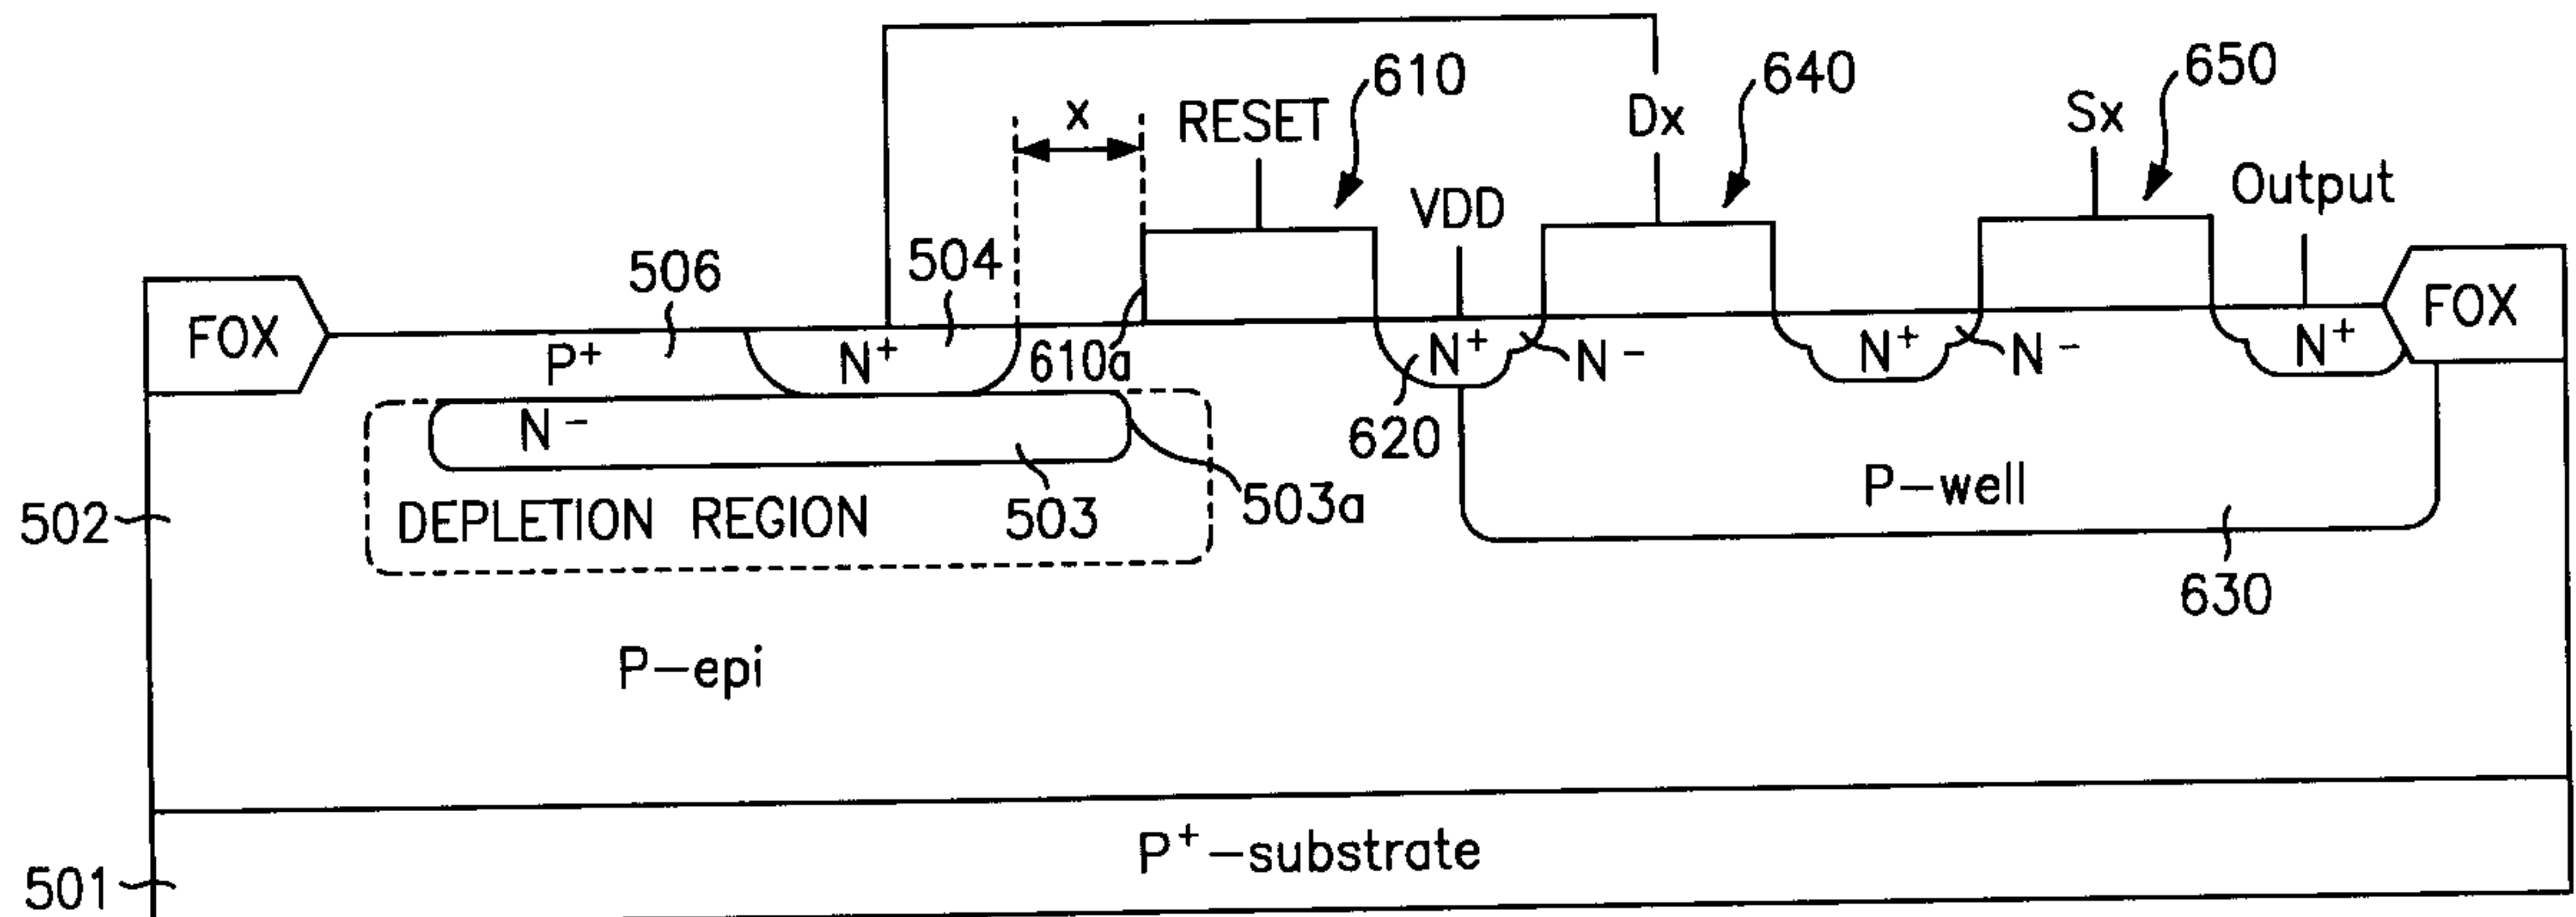 610
640
650
x
RESET
Dx
Sx
VDD
Output
506
504
FOX
FOX
P+
N+
610a
N+
N-
N+
N-
N+
620
N-
DEPLETION REGION
503
503a
P-well
502
630
P-epi
P+-substrate
501